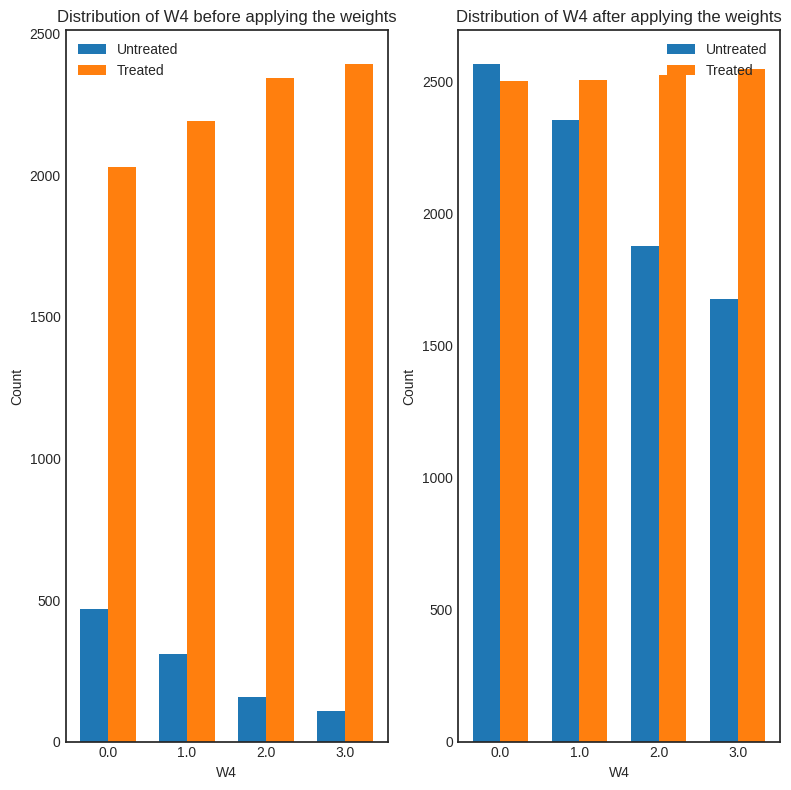 Distribution of W4 before applying the weights
Untreated
Treated
2500
2000
1500
1000
500
0
Count
0.0 1.0 2.0 3.0
W4
Distribution of W4 after applying the weights
Untreated
Treated
2500
2000
1500
1000
500
0
Count
0.0 1.0 2.0 3.0
W4